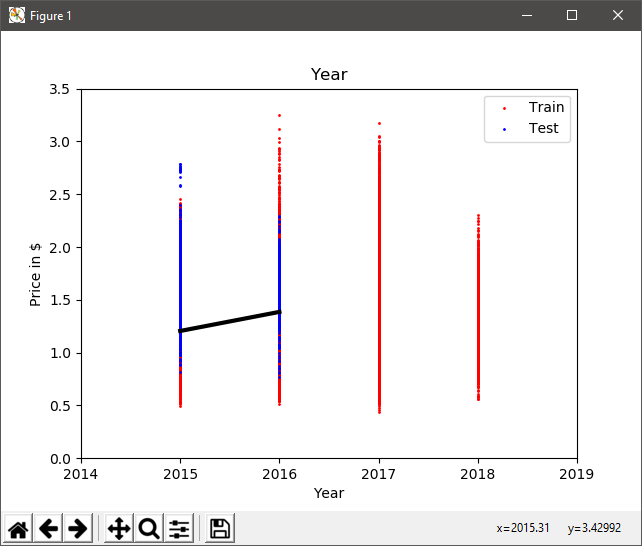 Figure 1
Year
Train
Test
Price in $
3.5
3.0
2.5
2.0
1.5
1.0
0.5
0.0
2014 2015 2016 2017 2018 2019
Year
x=2015.31 y=3.42992